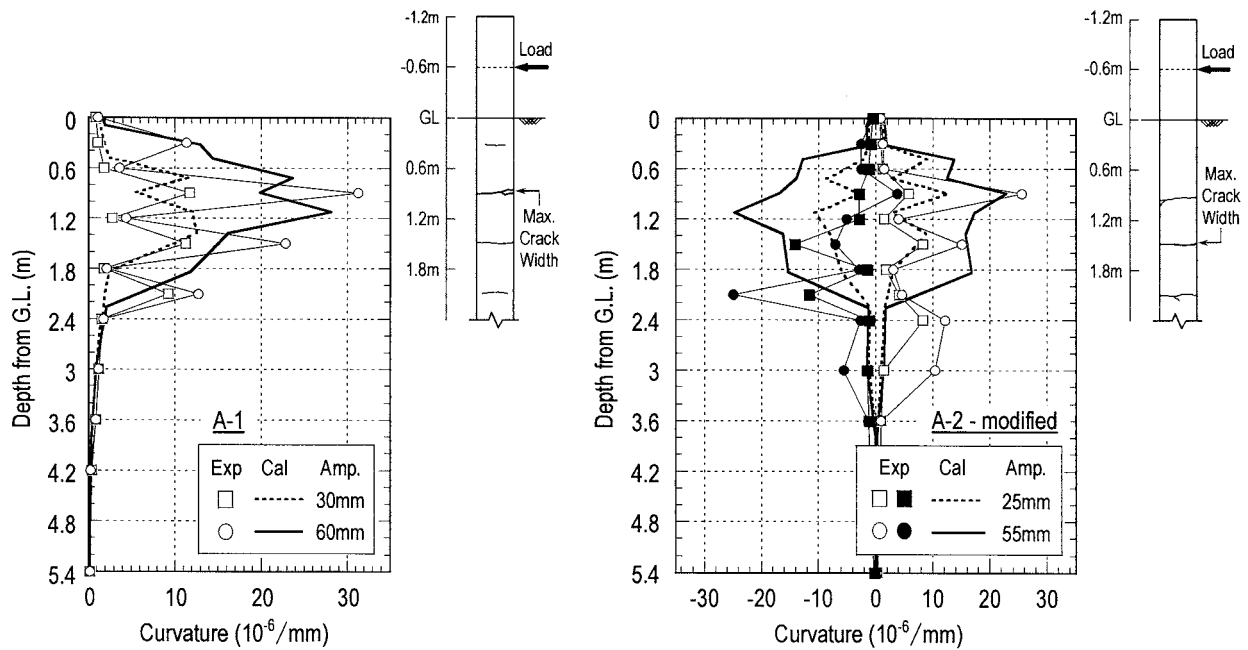 -1.2m
Load
-0.6m
GL
0.6m
Max.
Crack
Width
1.2m
1.8m
0
0.6
1.2
1.8
2.4
3
3.6
4.2
4.8
5.4
Depth from G.L. (m)
A-1
Exp Cal Amp.
30mm
60mm
0 10 20 30
Curvature (10⁻⁶/mm)
-1.2m
Load
-0.6m
GL
0.6m
Max.
Crack
Width
1.2m
1.8m
0
0.6
1.2
1.8
2.4
3
3.6
4.2
4.8
5.4
Depth from G.L. (m)
A-2 - modified
Exp Cal Amp.
25mm
55mm
-30 -20 -10 0 10 20 30
Curvature (10⁻⁶/mm)